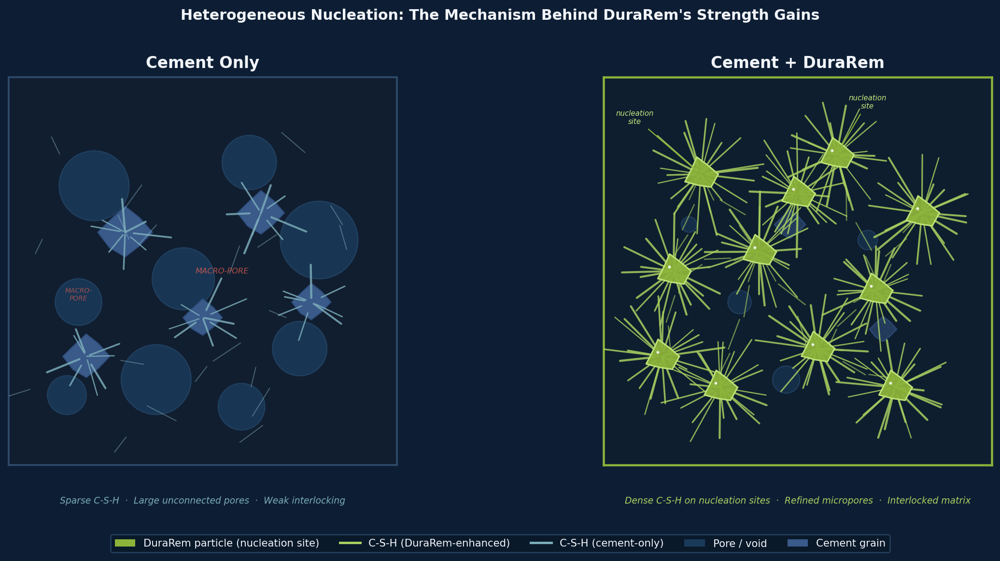 Heterogeneous Nucleation: The Mechanism Behind DuraRem's Strength Gains
Cement Only
MACRO-PORE
MACRO-
PORE
Sparse C-S-H · Large unconnected pores · Weak interlocking
Cement + DuraRem
nucleation
site
nucleation
site
Dense C-S-H on nucleation sites · Refined micropores · Interlocked matrix
DuraRem particle (nucleation site)
C-S-H (DuraRem-enhanced)
C-S-H (cement-only)
Pore / void
Cement grain